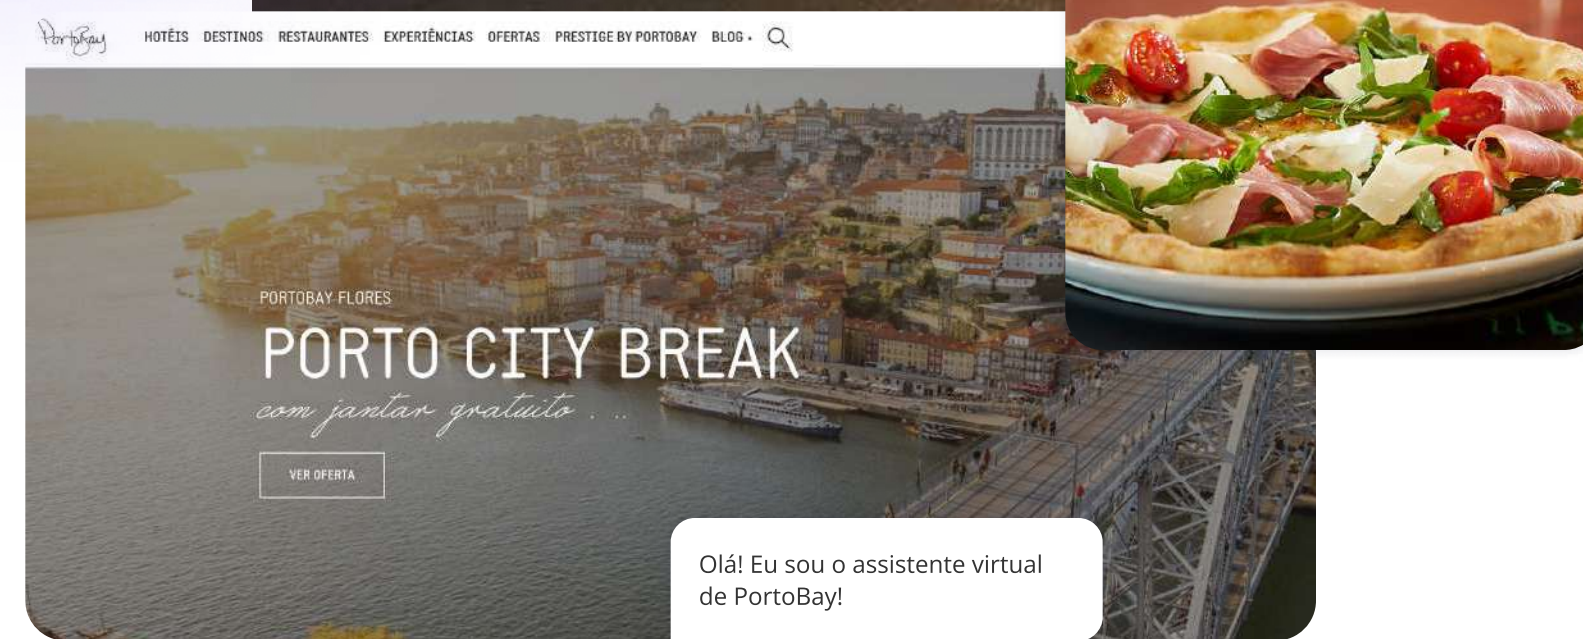 PortoBay
HOTÉIS DESTINOS RESTAURANTES EXPERIÊNCIAS OFERTAS PRESTIGE BY PORTOBAY BLOG
PORTOBAY FLORES
PORTO CITY BREAK
com jantar gratuito . ..
VER OFERTA
Olá! Eu sou o assistente virtual
de PortoBay!